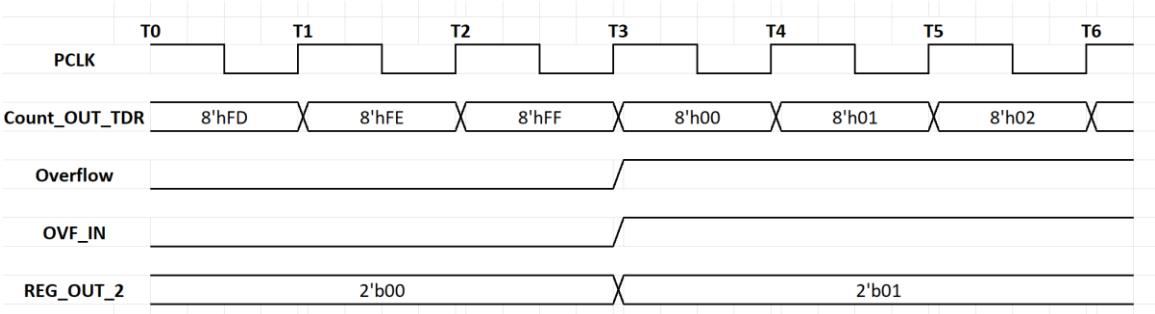 T0 T1 T2 T3 T4 T5 T6
PCLK
Count_OUT_TDR 8'hFD 8'hFE 8'hFF 8'h00 8'h01 8'h02
Overflow
OVF_IN
REG_OUT_2 2'b00 2'b01